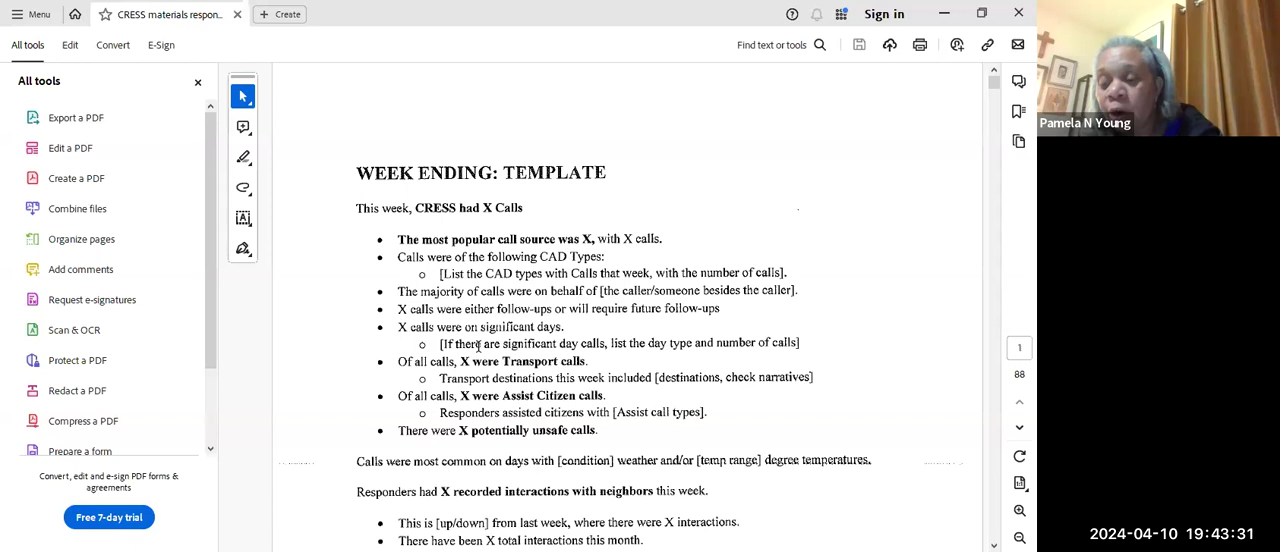 Menu
CRESS materials respon...
Create
Sign in
All tools
Edit
Convert
E-Sign
Find text or tools
All tools
Export a PDF
Edit a PDF
Create a PDF
Combine files
Organize pages
Add comments
Request e-signatures
Scan & OCR
Protect a PDF
Redact a PDF
Compress a PDF
Prepare a form
Convert, edit and e-sign PDF forms &
agreements
Free 7-day trial
WEEK ENDING: TEMPLATE
This week, CRESS had X Calls
• The most popular call source was X, with X calls.
• Calls were of the following CAD Types:
o [List the CAD types with Calls that week, with the number of calls].
• The majority of calls were on behalf of [the caller/someone besides the caller].
• X calls were either follow-ups or will require future follow-ups
• X calls were on significant days.
o [If there are significant day calls, list the day type and number of calls]
• Of all calls, X were Transport calls.
o Transport destinations this week included [destinations, check narratives]
• Of all calls, X were Assist Citizen calls.
o Responders assisted citizens with [Assist call types].
• There were X potentially unsafe calls.
Calls were most common on days with [condition] weather and/or [temp range] degree temperatures.
Responders had X recorded interactions with neighbors this week.
• This is [up/down] from last week, where there were X interactions.
• There have been X total interactions this month.
1
88
Pamela N Young
2024-04-10 19:43:31